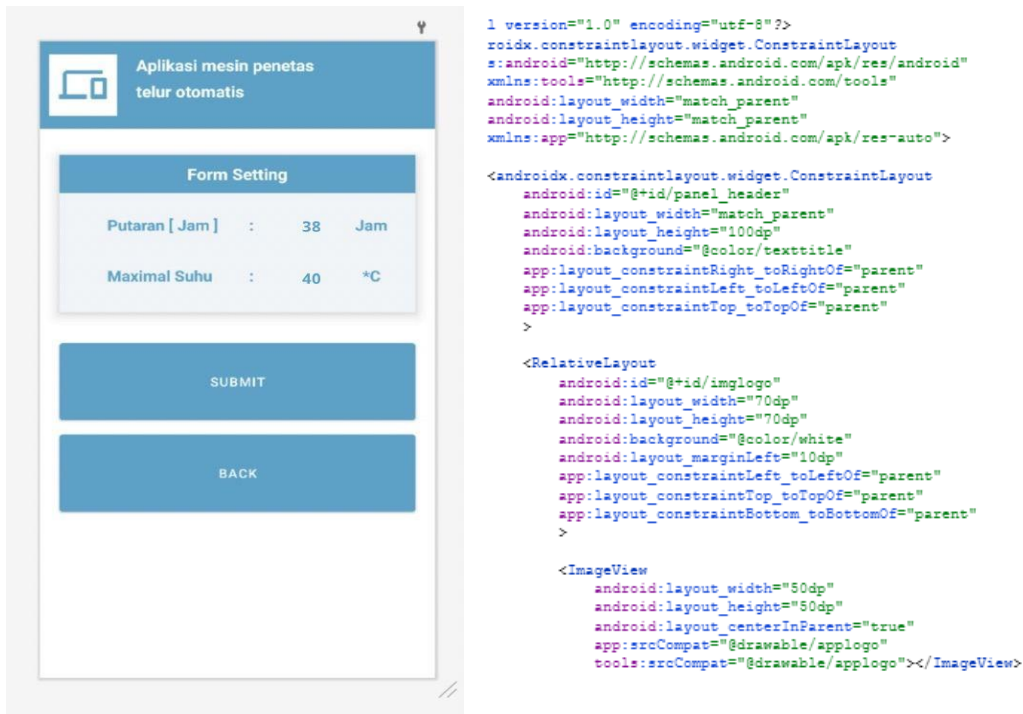 Aplikasi mesin penetas
telur otomatis
Form Setting
Putaran [ Jam ] : 38 Jam
Maximal Suhu : 40 *C
SUBMIT
BACK
l version="1.0" encoding="utf-8"?>
roidx.constraintlayout.widget.ConstraintLayout
s:android="http://schemas.android.com/apk/res/android"
xmlns:tools="http://schemas.android.com/tools"
android:layout_width="match_parent"
android:layout_height="match_parent"
xmlns:app="http://schemas.android.com/apk/res-auto">
<androidx.constraintlayout.widget.ConstraintLayout
android:id="@+id/panel_header"
android:layout_width="match_parent"
android:layout_height="100dp"
android:background="@color/texttitle"
app:layout_constraintRight_toRightOf="parent"
app:layout_constraintLeft_toLeftOf="parent"
app:layout_constraintTop_toTopOf="parent"
>
<RelativeLayout
android:id="@+id/imglogo"
android:layout_width="70dp"
android:layout_height="70dp"
android:background="@color/white"
android:layout_marginLeft="10dp"
app:layout_constraintLeft_toLeftOf="parent"
app:layout_constraintTop_toTopOf="parent"
app:layout_constraintBottom_toBottomOf="parent"
>
<ImageView
android:layout_width="50dp"
android:layout_height="50dp"
android:layout_centerInParent="true"
app:srcCompat="@drawable/applogo"
tools:srcCompat="@drawable/applogo"></ImageView>